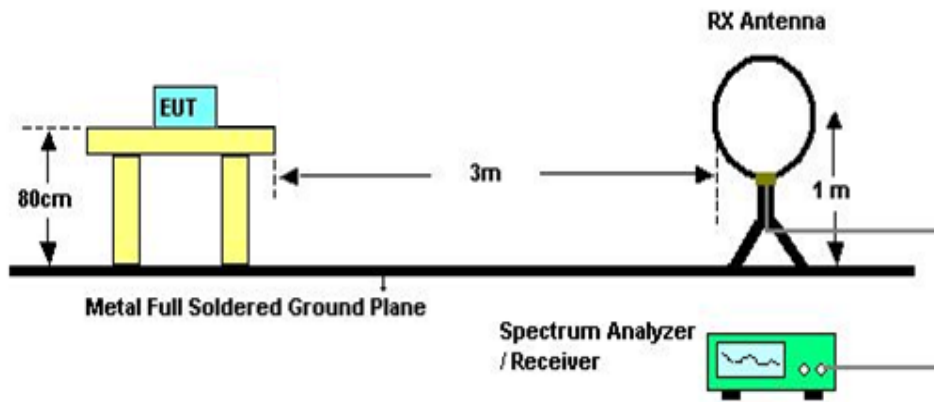 RX Antenna
EUT
3m
80cm
1 m
Metal Full Soldered Ground Plane
Spectrum Analyzer
/ Receiver